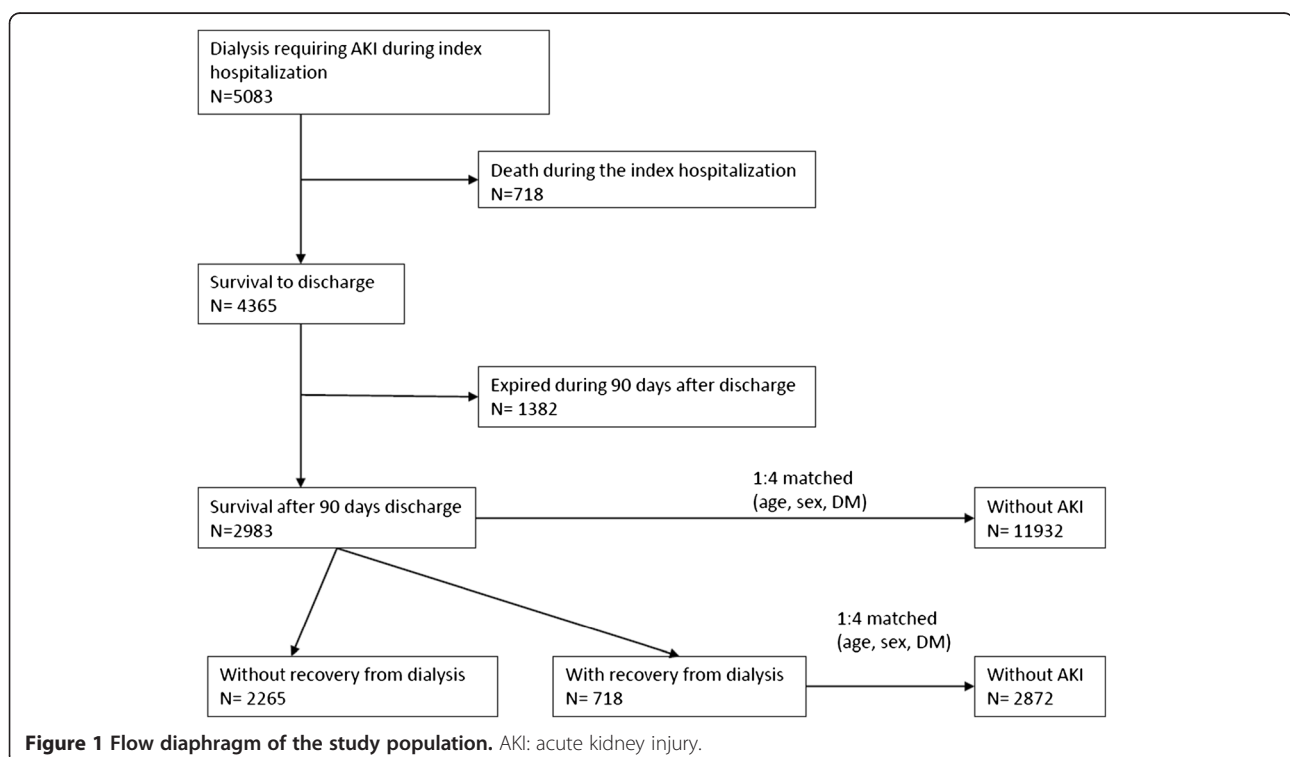 Dialysis requiring AKI during index
hospitalization
N=5083
Death during the index hospitalization
N=718
Survival to discharge
N= 4365
Expired during 90 days after discharge
N= 1382
1:4 matched
(age, sex, DM)
Survival after 90 days discharge
N=2983
Without AKI
N= 11932
1:4 matched
(age, sex, DM)
Without recovery from dialysis
N= 2265
With recovery from dialysis
N= 718
Without AKI
N= 2872
Figure 1 Flow diaphragm of the study population. AKI: acute kidney injury.